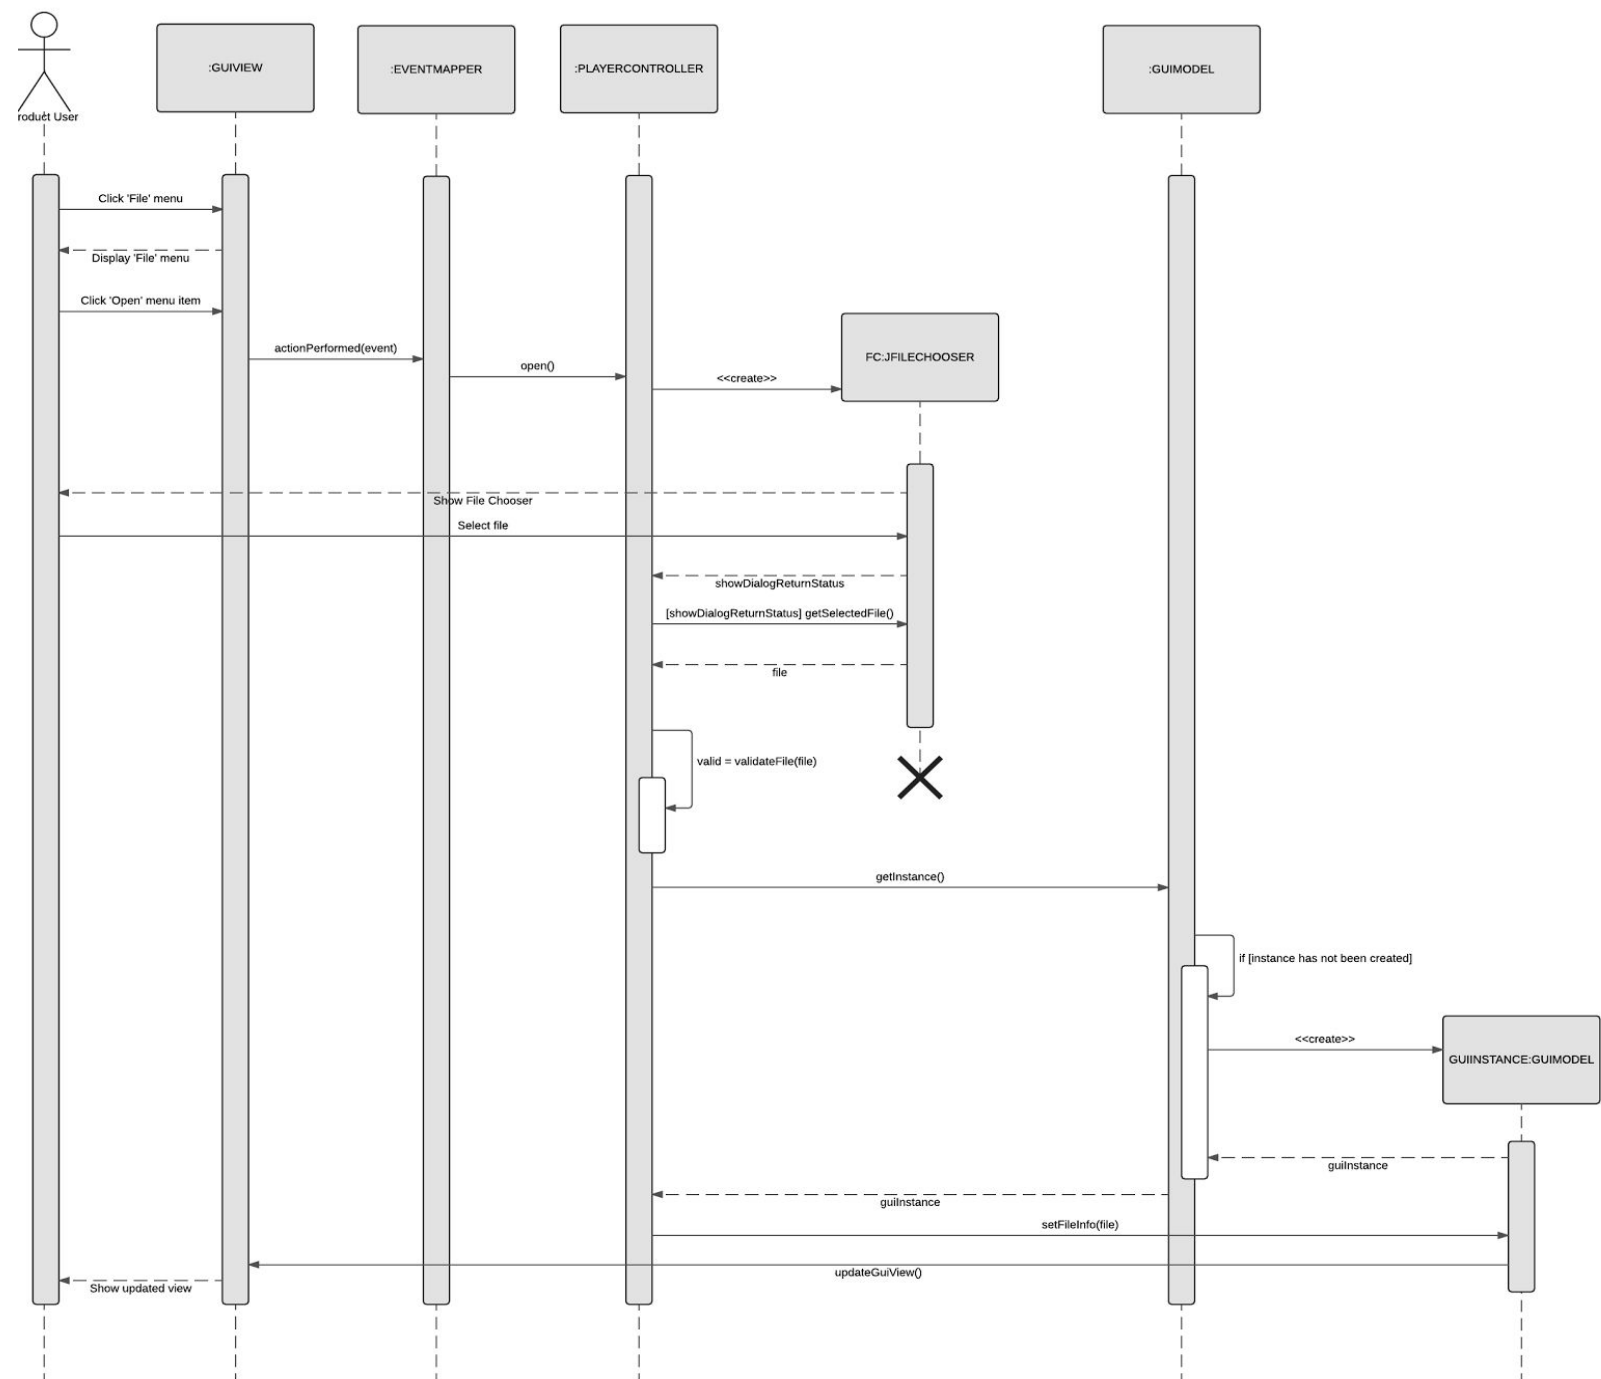 :GUIVIEW
:EVENTMAPPER
:PLAYERCONTROLLER
:GUIMODEL
roduct User
Click 'File' menu
Display 'File' menu
Click 'Open' menu item
actionPerformed(event)
open()
<<create>>
FC:JFILECHOOSER
Show File Chooser
Select file
showDialogReturnStatus
[showDialogReturnStatus] getSelectedFile()
file
valid = validateFile(file)
getInstance()
if [instance has not been created]
<<create>>
GUIINSTANCE:GUIMODEL
guiInstance
guiInstance
setFileInfo(file)
updateGuiView()
Show updated view